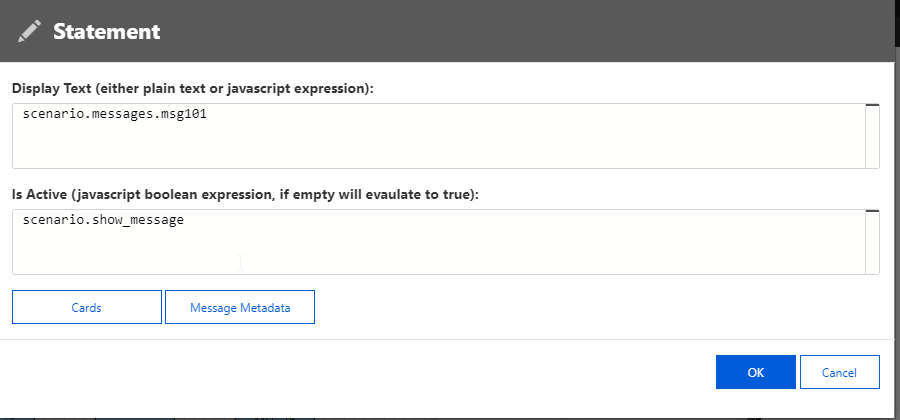 Statement
Display Text (either plain text or javascript expression):
scenario.messages.msg101
Is Active (javascript boolean expression, if empty will evaulate to true):
scenario.show_message
Cards
Message Metadata
OK
Cancel